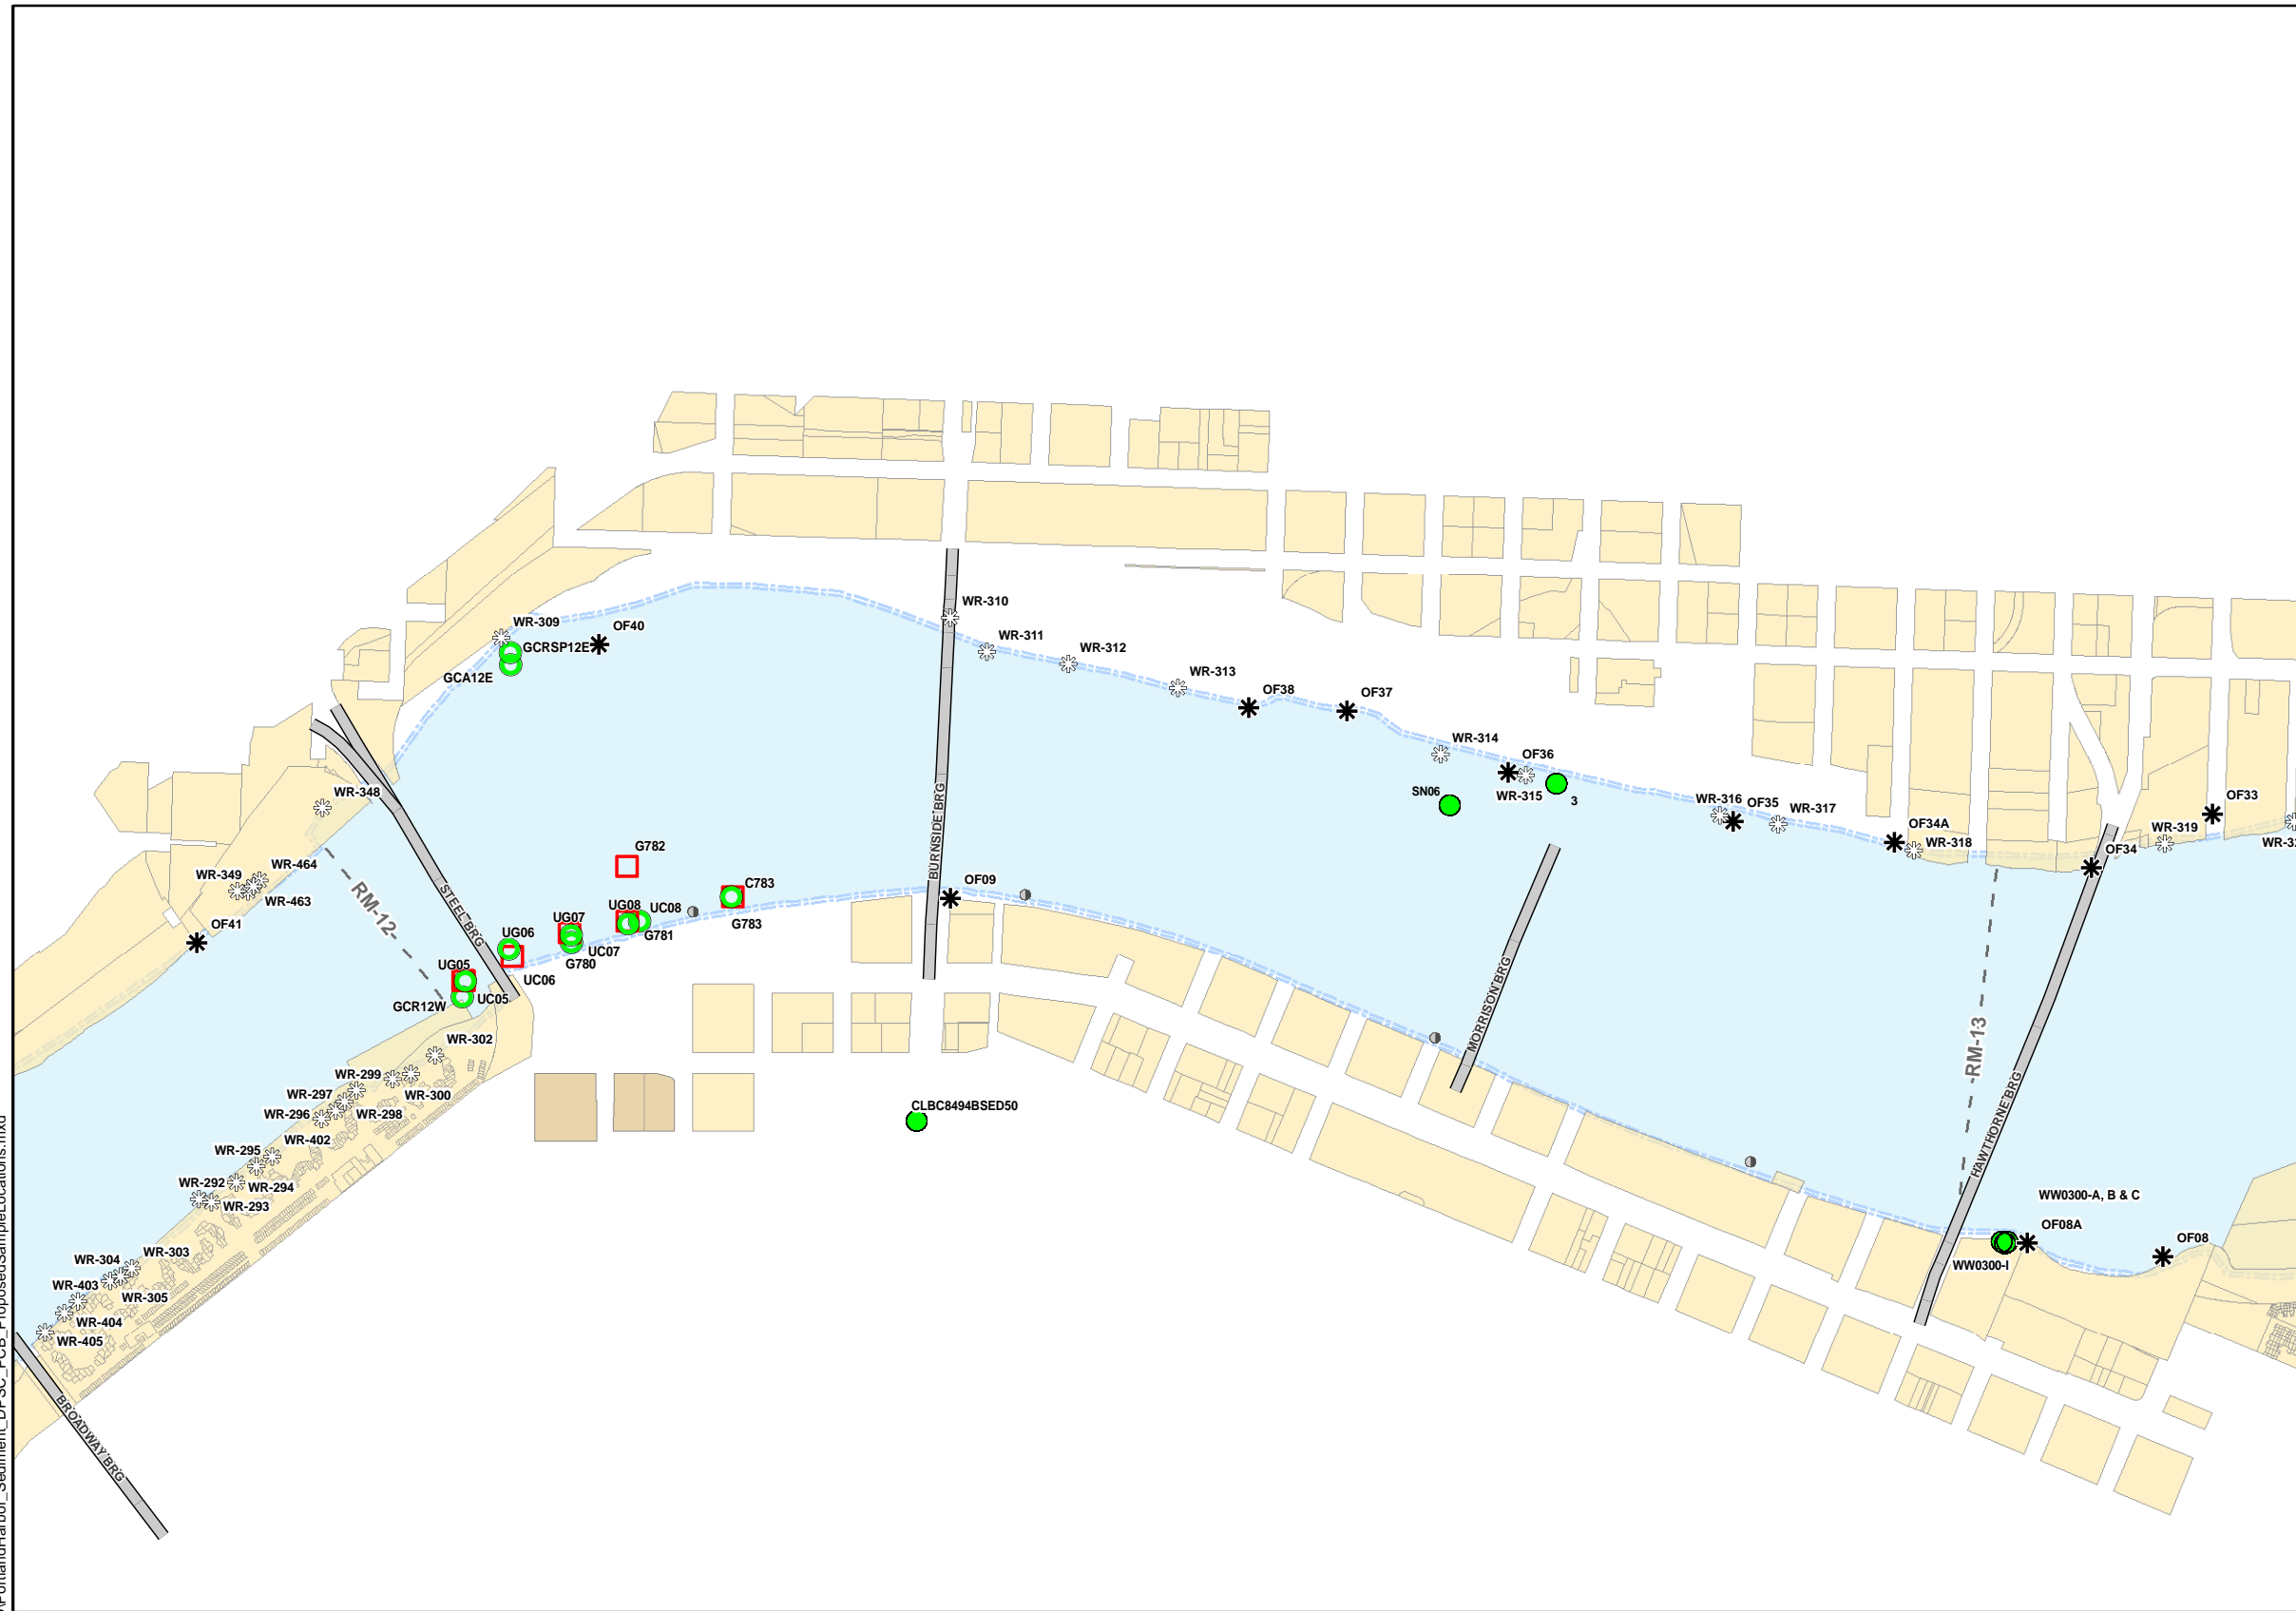 WR-310
WR-309
OF40
GCRSP12E
GCA12E
WR-311
WR-312
WR-313
OF38
OF37
WR-314
OF36
SN06
WR-315
3
WR-316
OF35
WR-317
OF34A
WR-318
OF33
WR-319
OF34
WR-348
WR-349
WR-464
WR-463
OF41
RM-12
STEEL BRG
BURNSIDE BRG
G782
C783
G783
OF09
UG08
UC08
G781
UG07
UC07
G780
UG06
UC06
UG05
UC05
GCR12W
WR-302
WR-299
WR-300
WR-297
WR-298
WR-296
WR-402
WR-295
WR-294
WR-292
WR-293
WR-303
WR-304
WR-305
WR-403
WR-404
WR-405
BROADWAY BRG
CLBC8494BSED50
MORRISON BRG
RM-13
HAWTHORNE BRG
WW0300-A, B & C
OF08A
OF08
WW0300-I